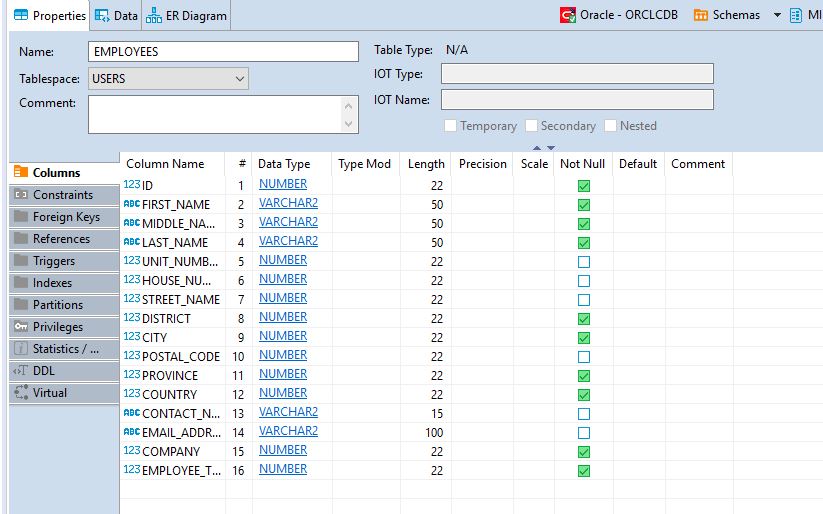 Properties Data ER Diagram Oracle - ORCLCDB Schemas
Name: EMPLOYEES Table Type: N/A
Tablespace: USERS IOT Type:
Comment: IOT Name:
Temporary Secondary Nested
Column Name # Data Type Type Mod Length Precision Scale Not Null Default Comment
Columns
Constraints
Foreign Keys
References
Triggers
Indexes
Partitions
Privileges
Statistics / ...
DDL
Virtual
123 ID 1 NUMBER 22
ABC FIRST_NAME 2 VARCHAR2 50
ABC MIDDLE_NA... 3 VARCHAR2 50
ABC LAST_NAME 4 VARCHAR2 50
123 UNIT_NUMB... 5 NUMBER 22
123 HOUSE_NU... 6 NUMBER 22
123 STREET_NAME 7 NUMBER 22
123 DISTRICT 8 NUMBER 22
123 CITY 9 NUMBER 22
123 POSTAL_CODE 10 NUMBER 22
123 PROVINCE 11 NUMBER 22
123 COUNTRY 12 NUMBER 22
ABC CONTACT_N... 13 VARCHAR2 15
ABC EMAIL_ADDR... 14 VARCHAR2 100
123 COMPANY 15 NUMBER 22
123 EMPLOYEE_T... 16 NUMBER 22